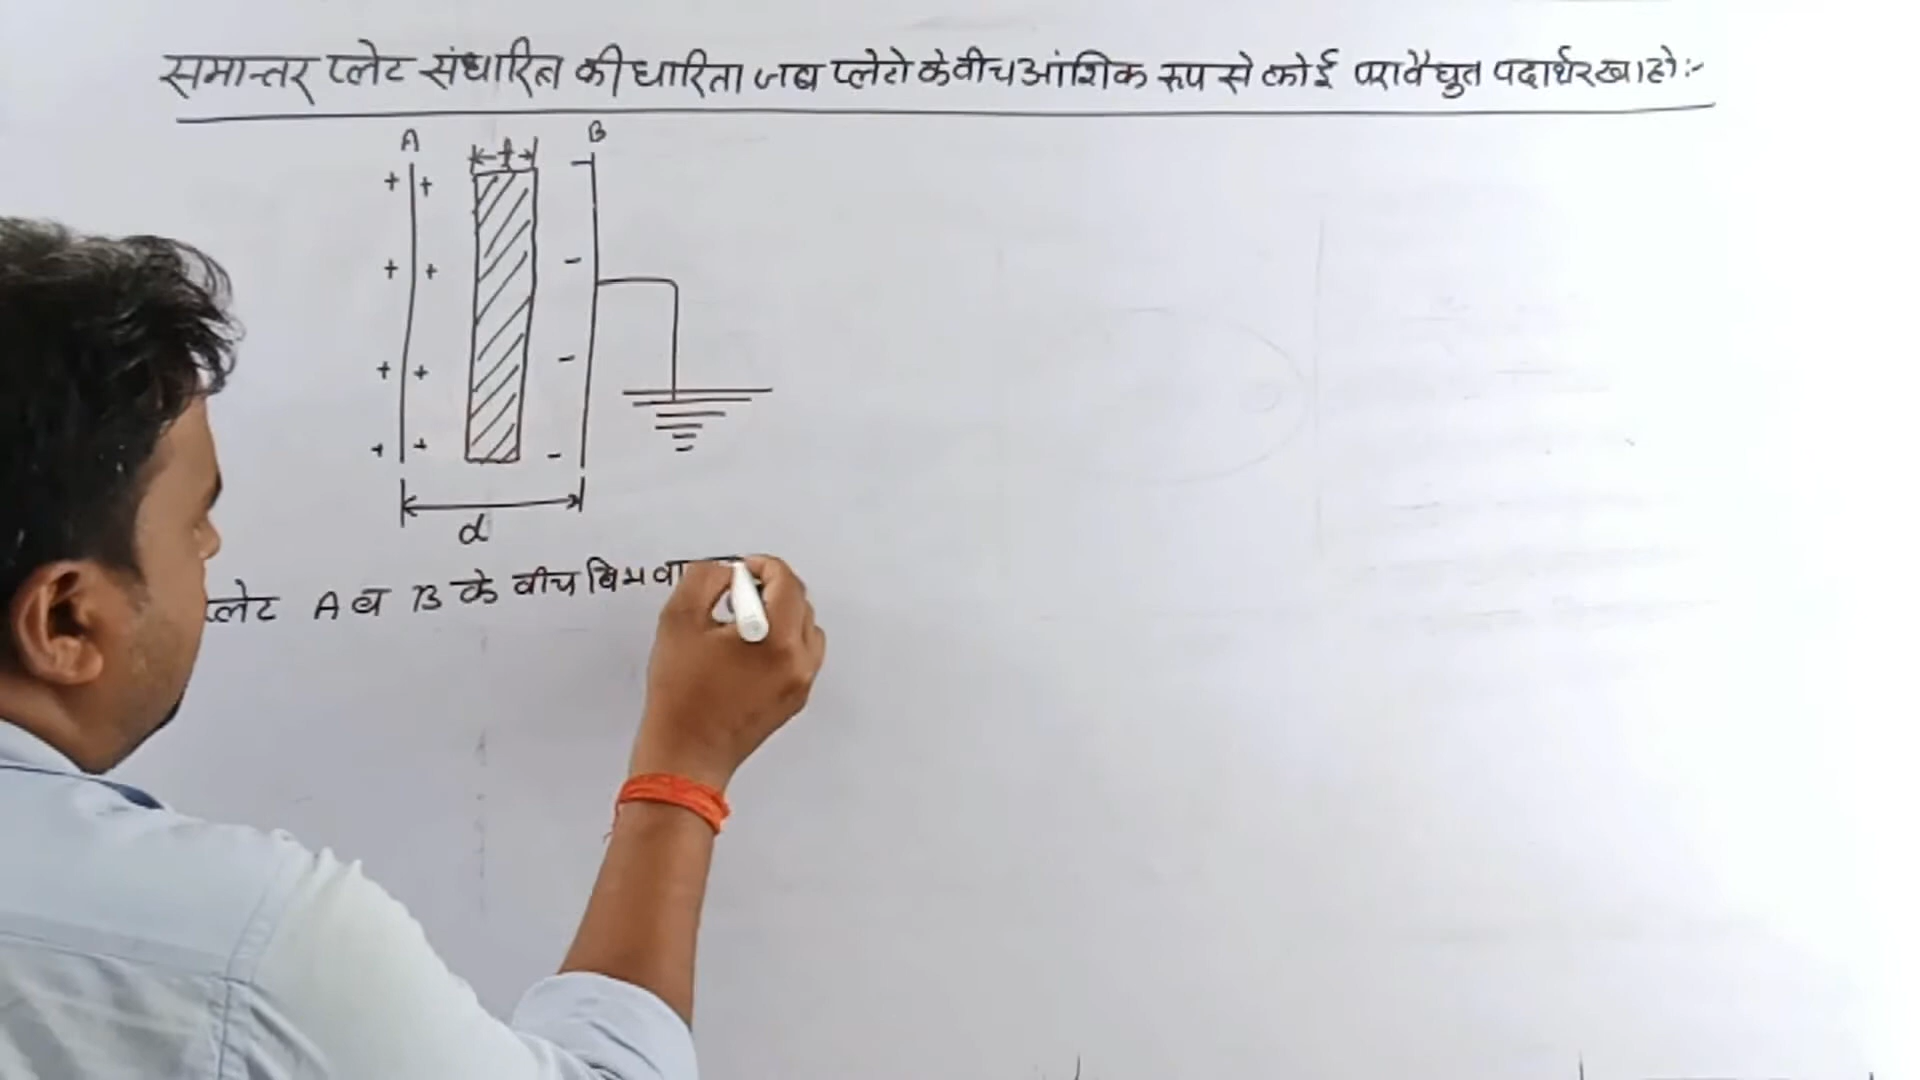 समान्तर प्लेट संधारित्र की धारिता जब प्लेटो के बीच आंशिक रूप से कोई परावैद्युत पदार्थ रखा हो :-
A
B
t
+ + -
+ + -
+ + -
+ + -
d
प्लेट A व B के बीच विभवा